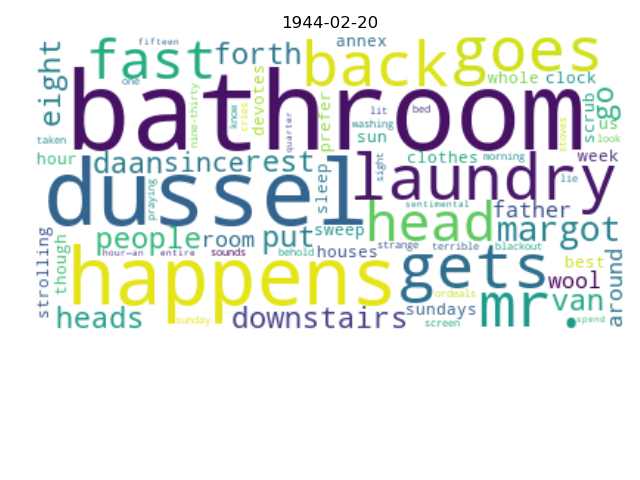 1944-02-20
fifteen annex
eight fast forth back goes
one whole clock
bathroom
nine-thirty know cries devotes quarter prefer lit washing sun bed stoves scrub go us look
taken
hour daan sincerest clothes morning week
dussel laundry
praying sleep sight lie
sentimental
head father
strolling though people room put sweep margot
hour—an entire sounds behold houses strange terrible blackout
happens gets best
wool
ordeals
mr. van around
heads sunday downstairs sundays
screen spend